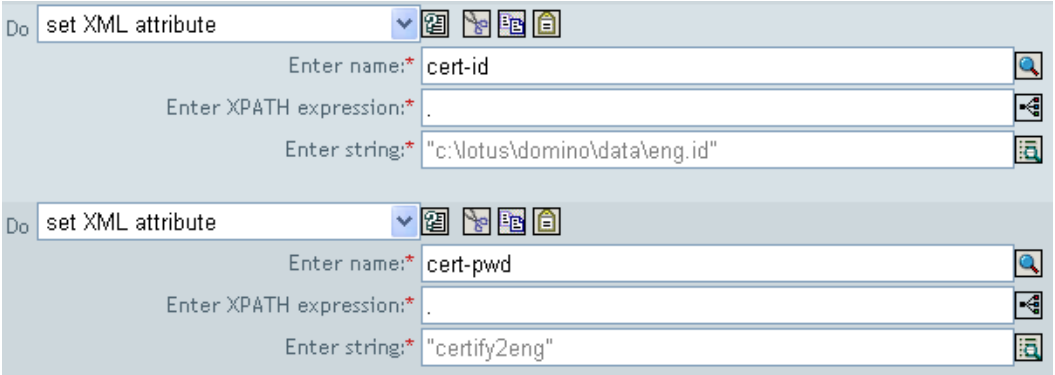 Do set XML attribute
Enter name:* cert-id
Enter XPATH expression:* .
Enter string:* "c:\lotus\domino\data\eng.id"
Do set XML attribute
Enter name:* cert-pwd
Enter XPATH expression:* .
Enter string:* "certify2eng"